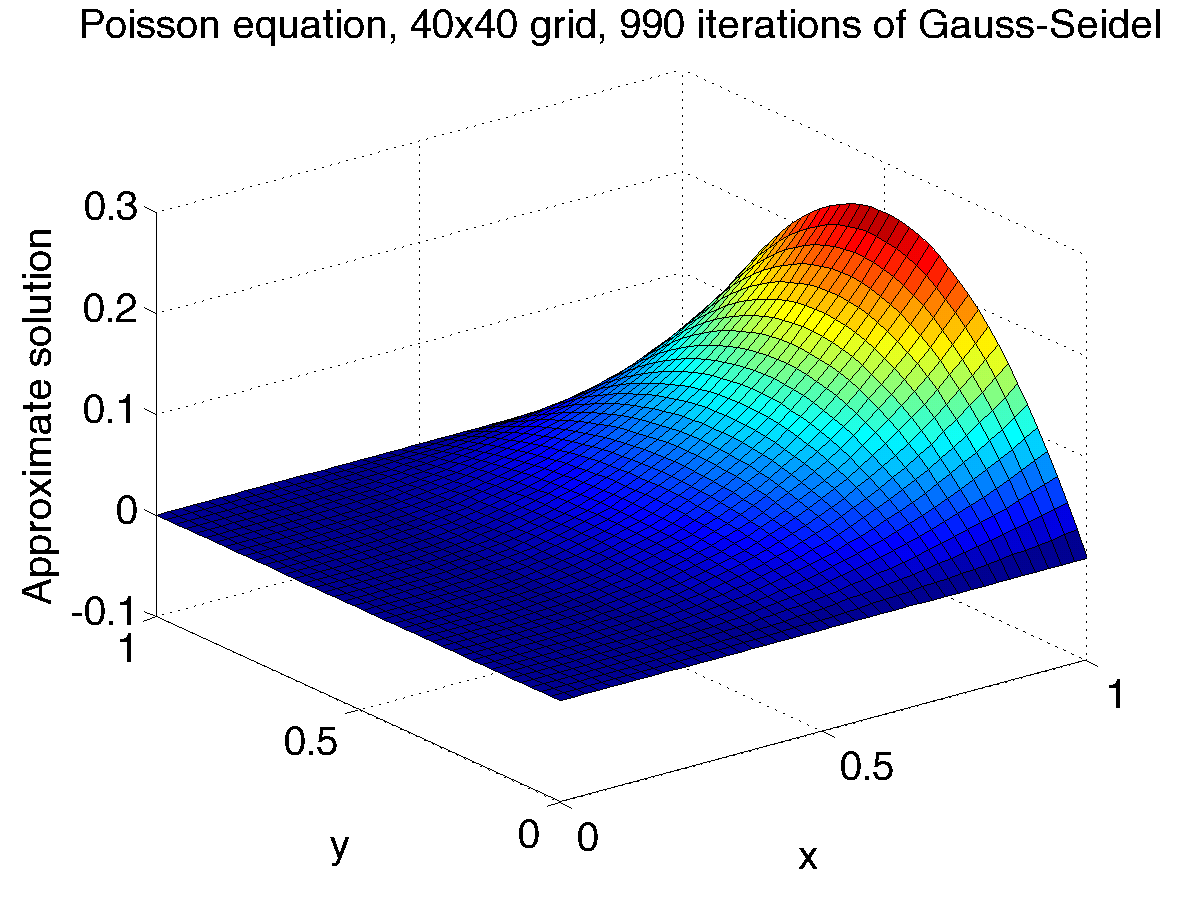 Poisson equation, 40x40 grid, 990 iterations of Gauss-Seidel
0.3
0.2
0.1
0
-0.1
Approximate solution
1
0.5
0
y
0
0.5
1
x